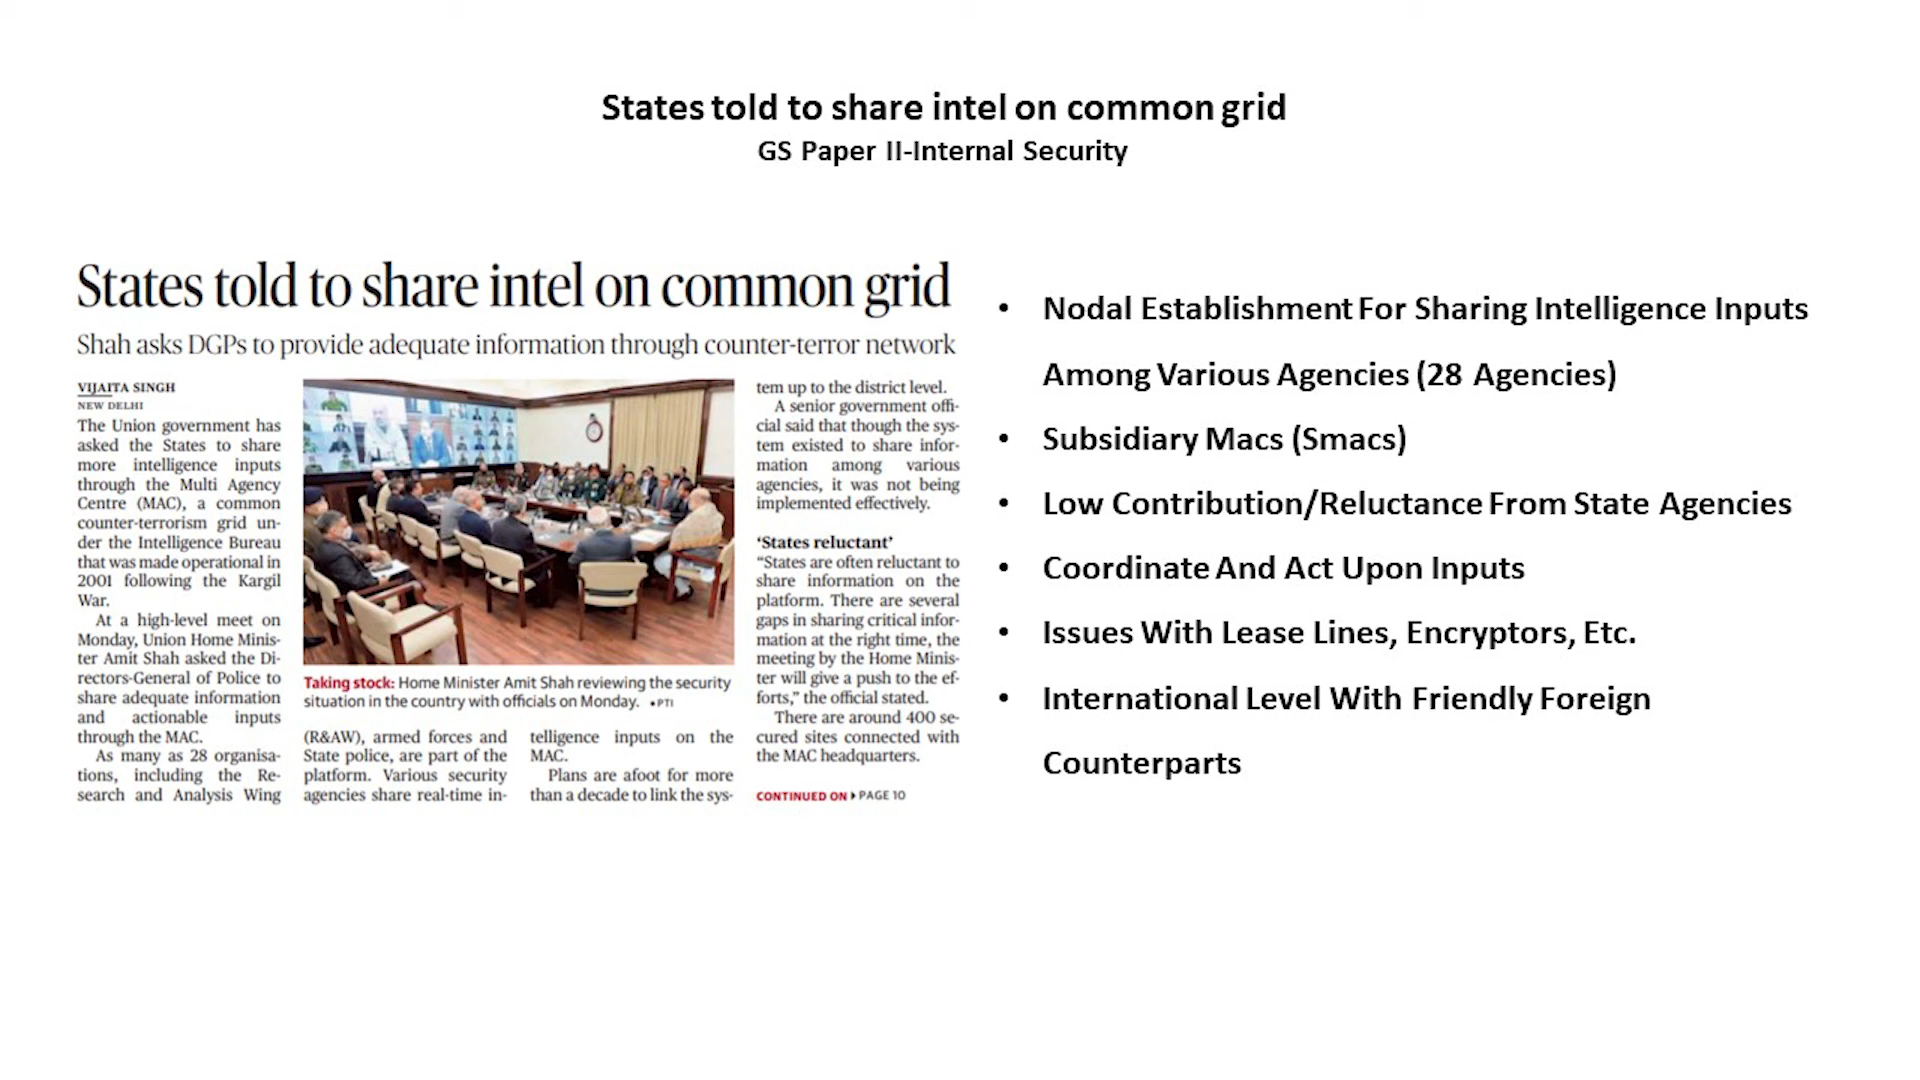 States told to share intel on common grid
GS Paper II-Internal Security
States told to share intel on common grid
Shah asks DGPs to provide adequate information through counter-terror network
VIJAITA SINGH
NEW DELHI
The Union government has
asked the States to share
more intelligence inputs
through the Multi Agency
Centre (MAC), a common
counter-terrorism grid un-
der the Intelligence Bureau
that was made operational in
2001 following the Kargil
War.
At a high-level meet on
Monday, Union Home Minis-
ter Amit Shah asked the Di-
rectors-General of Police to
share adequate information
and actionable inputs
through the MAC.
As many as 28 organisa-
tions, including the Re-
search and Analysis Wing
Taking stock: Home Minister Amit Shah reviewing the security
situation in the country with officials on Monday. •PTI
(R&AW), armed forces and
State police, are part of the
platform. Various security
agencies share real-time in-
telligence inputs on the
MAC.
Plans are afoot for more
than a decade to link the sys-
tem up to the district level.
A senior government offi-
cial said that though the sys-
tem existed to share infor-
mation among various
agencies, it was not being
implemented effectively.
‘States reluctant’
“States are often reluctant to
share information on the
platform. There are several
gaps in sharing critical infor-
mation at the right time, the
meeting by the Home Minis-
ter will give a push to the ef-
forts,” the official stated.
There are around 400 se-
cured sites connected with
the MAC headquarters.
CONTINUED ON ▸ PAGE 10
• Nodal Establishment For Sharing Intelligence Inputs
Among Various Agencies (28 Agencies)
• Subsidiary Macs (Smacs)
• Low Contribution/Reluctance From State Agencies
• Coordinate And Act Upon Inputs
• Issues With Lease Lines, Encryptors, Etc.
• International Level With Friendly Foreign
Counterparts